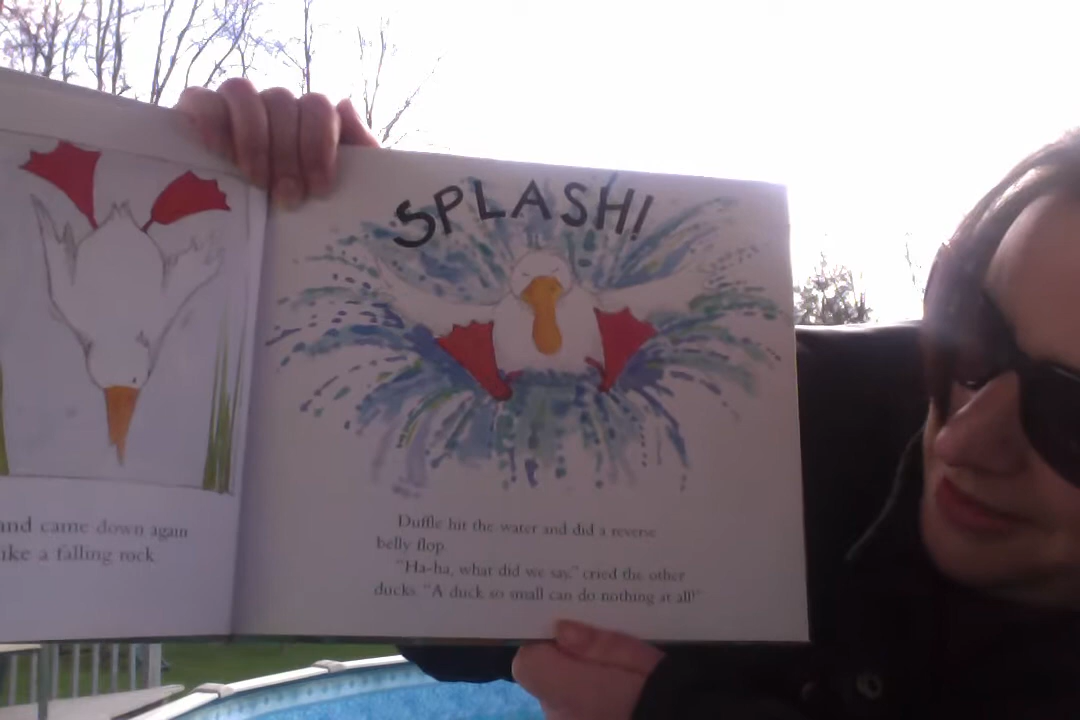 and came down again
like a falling rock
SPLASH!
Duffle hit the water and did a reverse
belly flop.
"Ha-ha, what did we say," cried the other
ducks. "A duck so small can do nothing at all!"